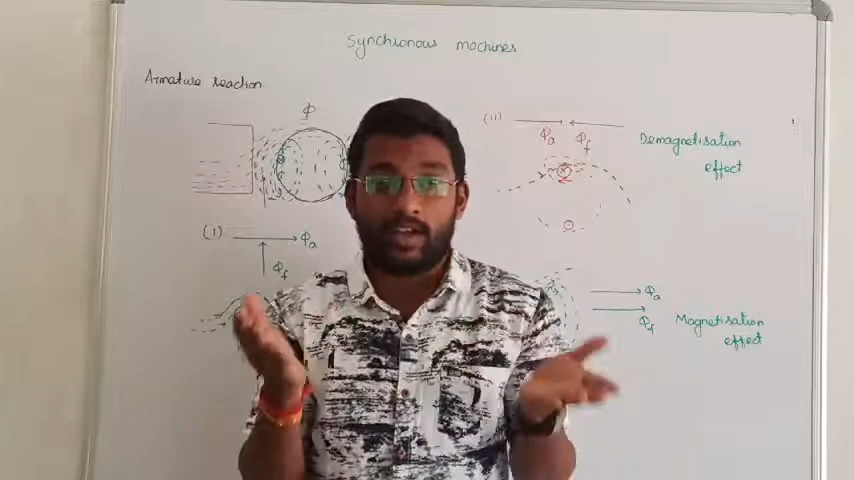 Synchronous machines
Armature reaction
Φ
(i)
Φa
Φf
(ii)
Φa Φf
Demagnetisation
effect
Φa
Φf
Magnetisation
effect